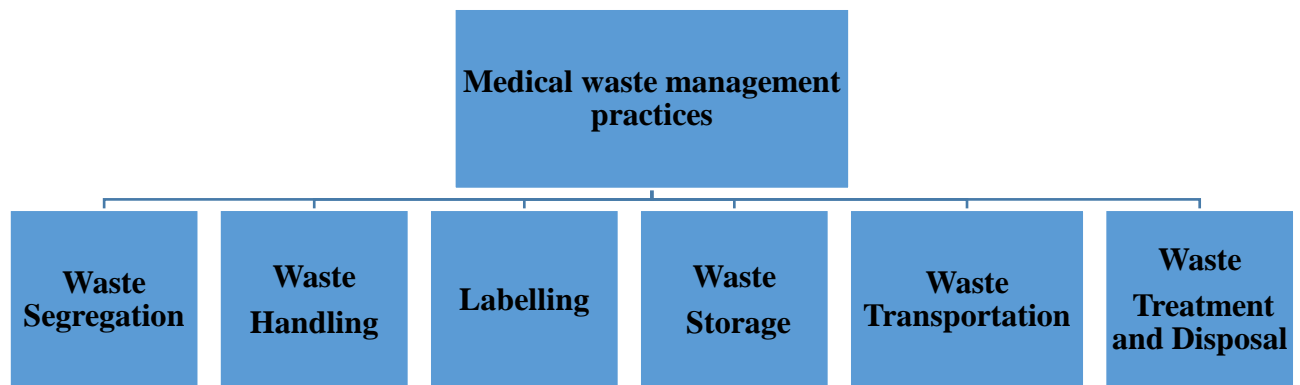 Medical waste management
practices
Waste
Segregation
Waste
Handling
Labelling
Waste
Storage
Waste
Transportation
Waste
Treatment
and Disposal